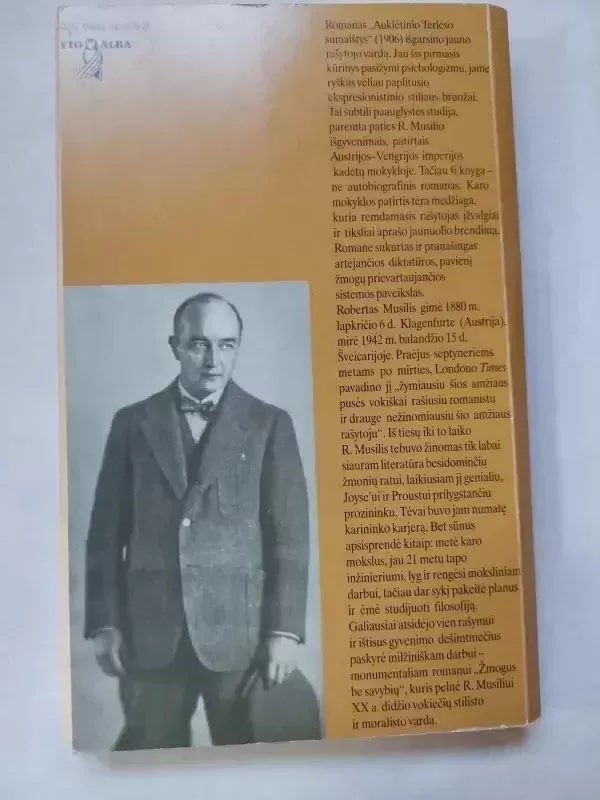 YTO ALBA
Romanas „Auklėtinio Terleso
sumaištys“ (1906) išgarsino jauno
rašytojo vardą. Jau šis pirmasis
kūrinys pasižymi psichologizmu, jame
ryškūs vėliau paplitusio
ekspresionistinio stiliaus bruožai.
Tai subtili paauglystės studija,
paremta paties R. Musilio
išgyvenimais, patirtais
Austrijos–Vengrijos imperijos
kadetų mokykloje. Tačiau ši knyga –
ne autobiografinis romanas. Karo
mokyklos patirtis tėra medžiaga,
kuria remdamasis rašytojas įžvalgiai
ir tiksliai aprašo jaunuolio brendimą.
Romane sukurtas ir pranašingas
artėjančios diktatūros, pavienį
žmogų prievartaujančios
sistemos paveikslas.
Robertas Musilis gimė 1880 m.
lapkričio 6 d. Klagenfurte (Austrija),
mirė 1942 m. balandžio 15 d.
Šveicarijoje. Praėjus septyneriems
metams po mirties, Londono Times
pavadino jį „žymiausiu šios amžiaus
pusės vokiškai rašiusiu romanistu
ir drauge nežinomiausiu šio amžiaus
rašytoju“. Iš tiesų iki to laiko
R. Musilis tebuvo žinomas tik labai
siauram literatūra besidominčių
žmonių ratui, laikiusiam jį genialiu,
Joyse'ui ir Proustui prilygstančiu
prozininku. Tėvai buvo jam numatę
karininko karjerą. Bet sūnus
apsisprendė kitaip: metė karo
mokslus, jau 21 metų tapo
inžinieriumi, lyg ir rengėsi moksliniam
darbui, tačiau dar sykį pakeitė planus
ir ėmė studijuoti filosofiją.
Galiausiai atsidėjo vien rašymui
ir ištisus gyvenimo dešimtmečius
paskyrė milžiniškam darbui –
monumentaliam romanui „Žmogus
be savybių“, kuris pelnė R. Musiliui
XX a. didžio vokiečių stilisto
ir moralisto vardą.